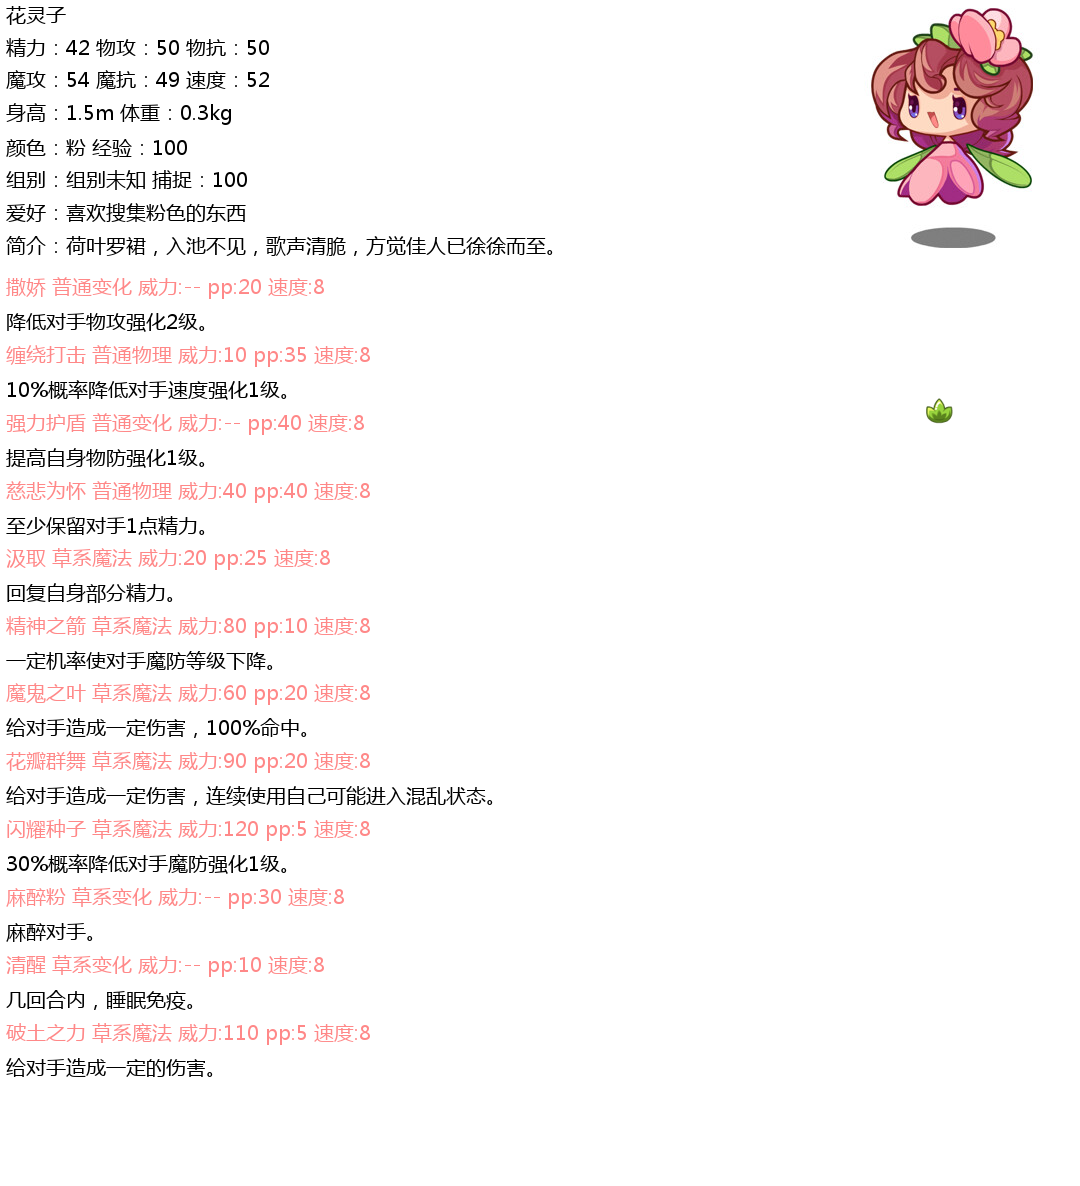 花灵子
精力：42 物攻：50 物抗：50
魔攻：54 魔抗：49 速度：52
身高：1.5m 体重：0.3kg
颜色：粉 经验：100
组别：组别未知 捕捉：100
爱好：喜欢搜集粉色的东西
简介：荷叶罗裙，入池不见，歌声清脆，方觉佳人已徐徐而至。
撒娇 普通变化 威力:-- pp:20 速度:8
降低对手物攻强化2级。
缠绕打击 普通物理 威力:10 pp:35 速度:8
10%概率降低对手速度强化1级。
强力护盾 普通变化 威力:-- pp:40 速度:8
提高自身物防强化1级。
慈悲为怀 普通物理 威力:40 pp:40 速度:8
至少保留对手1点精力。
汲取 草系魔法 威力:20 pp:25 速度:8
回复自身部分精力。
精神之箭 草系魔法 威力:80 pp:10 速度:8
一定机率使对手魔防等级下降。
魔鬼之叶 草系魔法 威力:60 pp:20 速度:8
给对手造成一定伤害，100%命中。
花瓣群舞 草系魔法 威力:90 pp:20 速度:8
给对手造成一定伤害，连续使用自己可能进入混乱状态。
闪耀种子 草系魔法 威力:120 pp:5 速度:8
30%概率降低对手魔防强化1级。
麻醉粉 草系变化 威力:-- pp:30 速度:8
麻醉对手。
清醒 草系变化 威力:-- pp:10 速度:8
几回合内，睡眠免疫。
破土之力 草系魔法 威力:110 pp:5 速度:8
给对手造成一定的伤害。